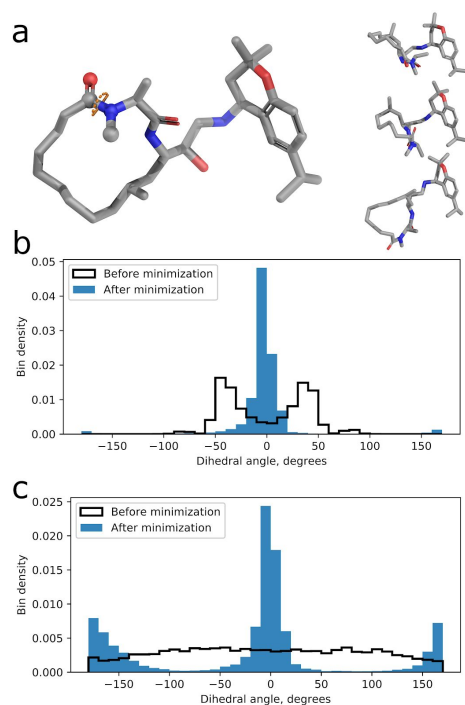 a
b
0.05
0.04
0.03
0.02
0.01
0.00
Bin density
Before minimization
After minimization
−150 −100 −50 0 50 100 150
Dihedral angle, degrees
c
0.025
0.020
0.015
0.010
0.005
0.000
Bin density
Before minimization
After minimization
−150 −100 −50 0 50 100 150
Dihedral angle, degrees